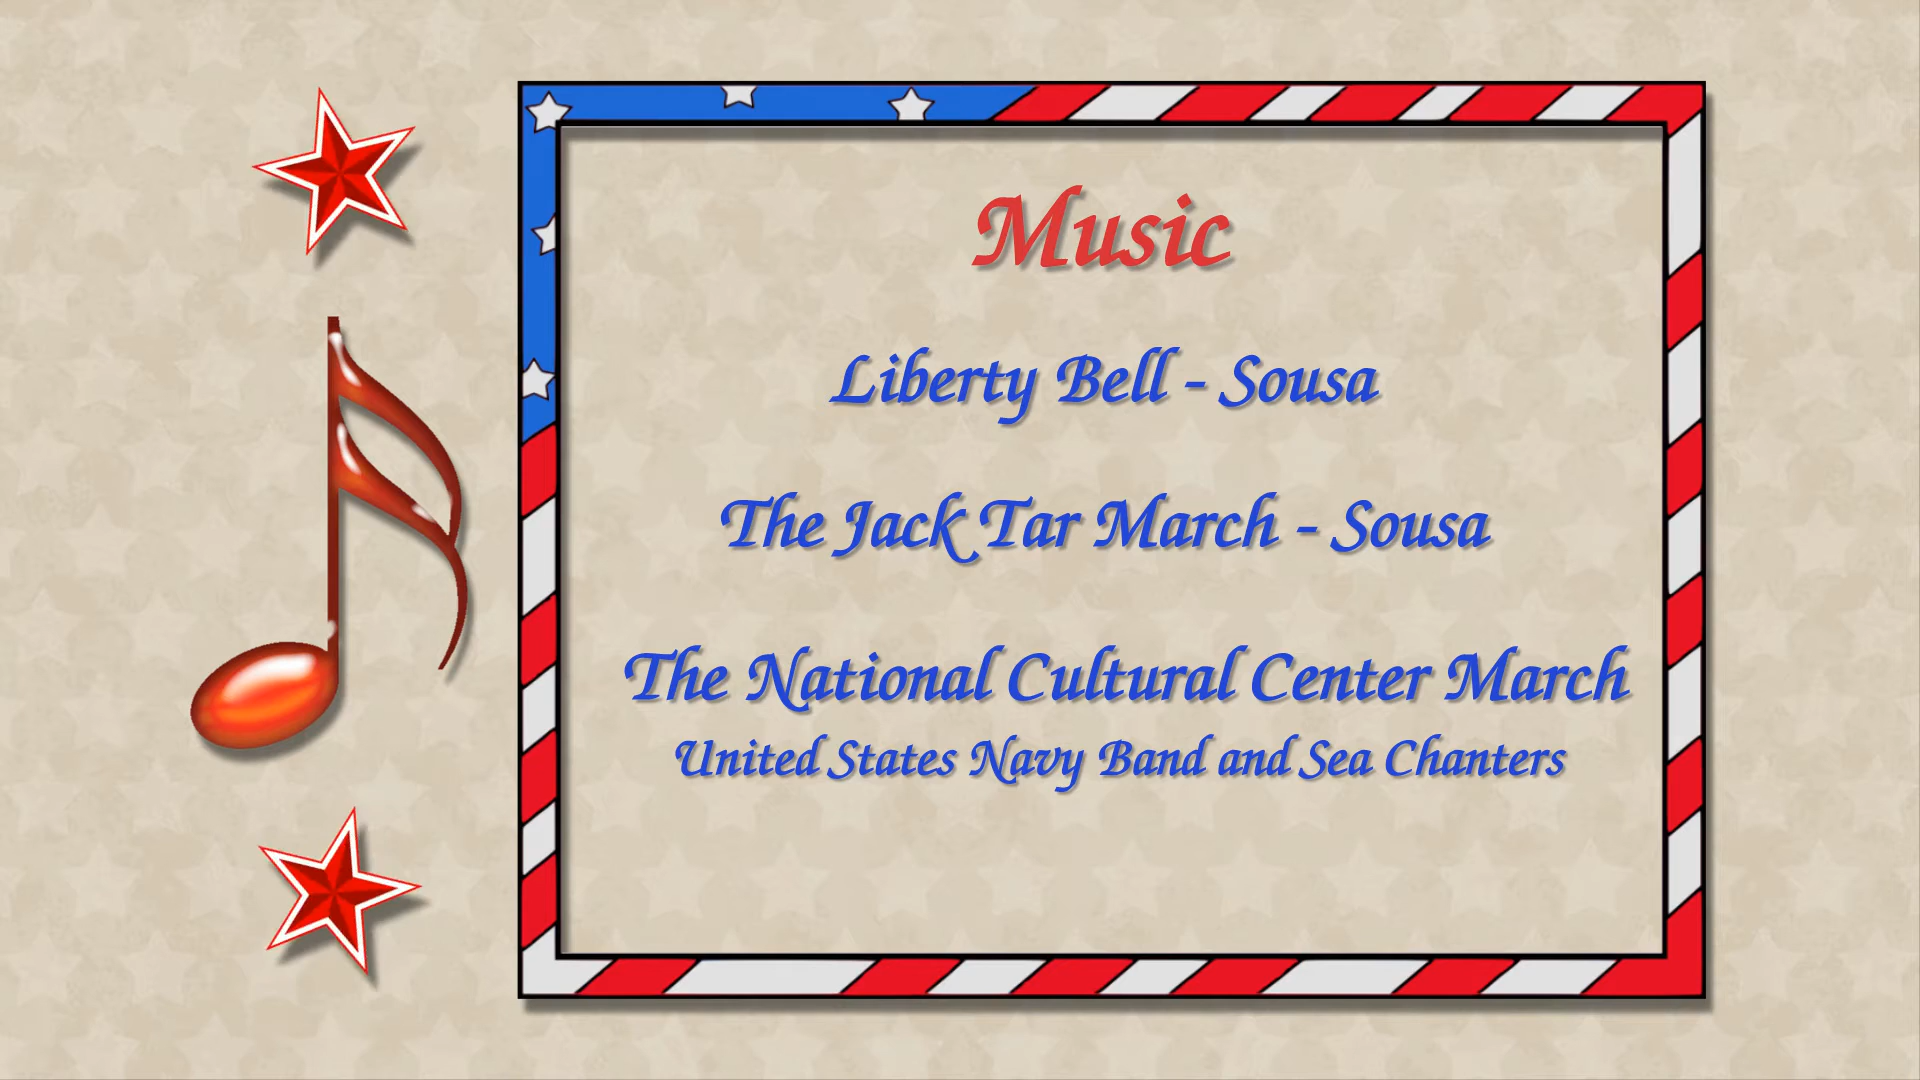 Music
Liberty Bell - Sousa
The Jack Tar March - Sousa
The National Cultural Center March
United States Navy Band and Sea Chanters